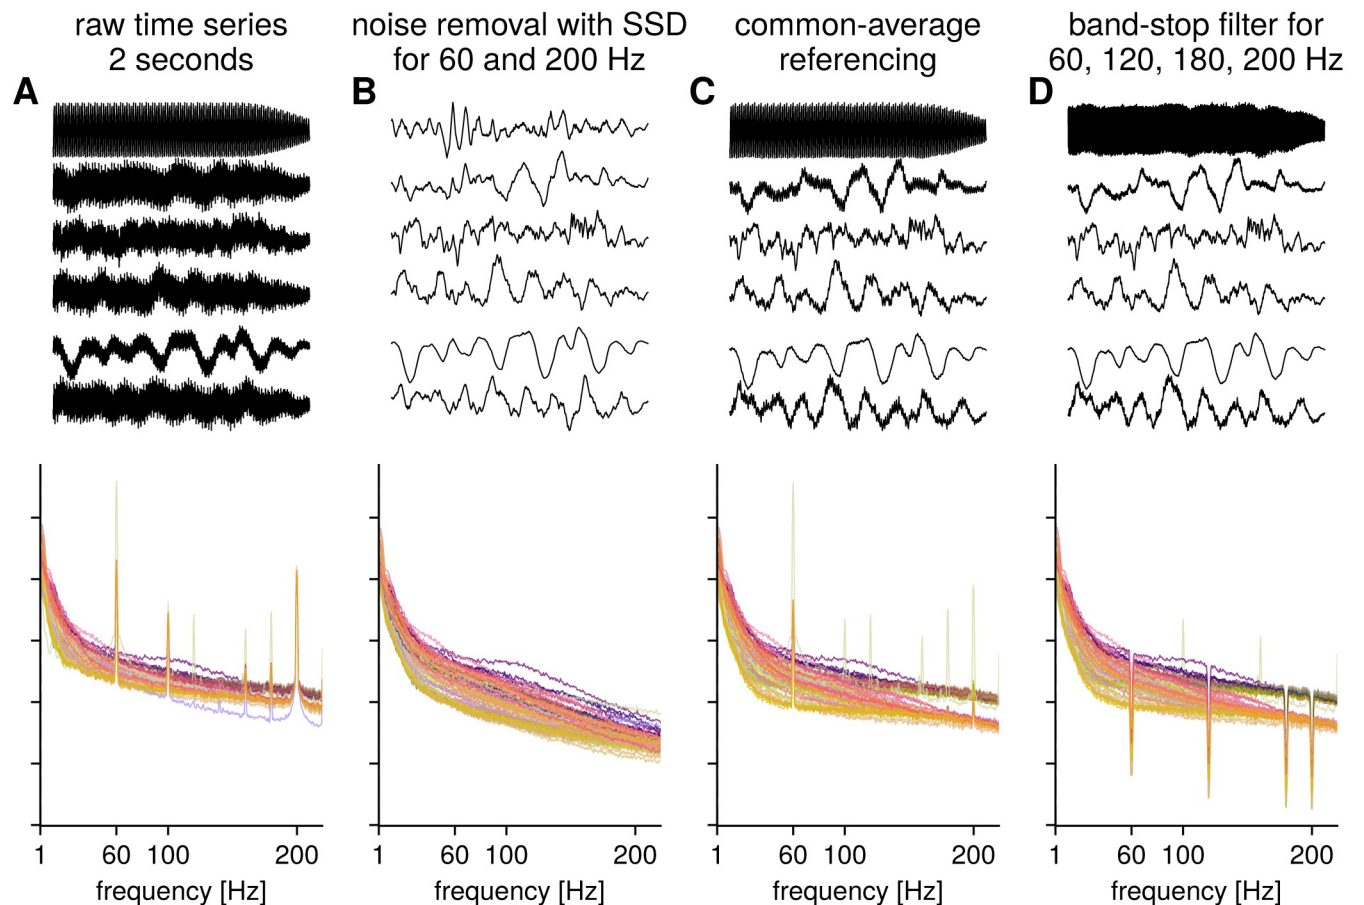 raw time series
2 seconds
noise removal with SSD
for 60 and 200 Hz
common-average
referencing
band-stop filter for
60, 120, 180, 200 Hz
A
B
C
D
1 60 100 200
1 60 100 200
1 60 100 200
1 60 100 200
frequency [Hz]
frequency [Hz]
frequency [Hz]
frequency [Hz]